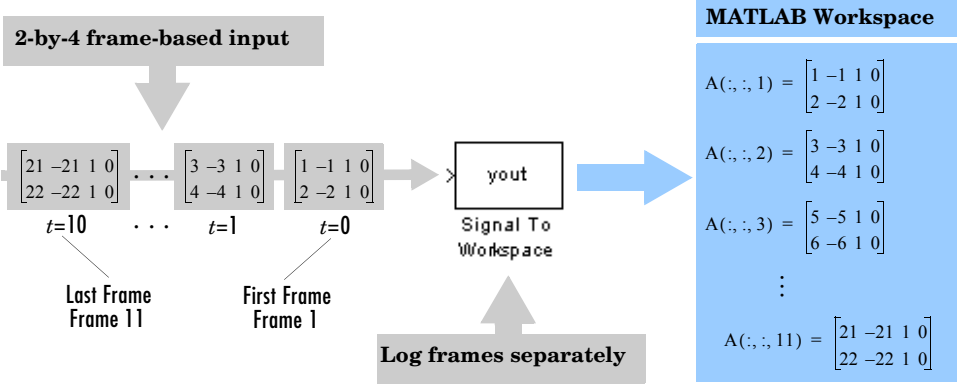 2-by-4 frame-based input
21 –21 1 0
22 –22 1 0
. . .
3 –3 1 0
4 –4 1 0
1 –1 1 0
2 –2 1 0
t=10 . . . t=1 t=0
Last Frame
Frame 11
First Frame
Frame 1
yout
Signal To
Workspace
Log frames separately
MATLAB Workspace
A(:, :, 1) = [1 –1 1 0
2 –2 1 0]
A(:, :, 2) = [3 –3 1 0
4 –4 1 0]
A(:, :, 3) = [5 –5 1 0
6 –6 1 0]
⋮
A(:, :, 11) = [21 –21 1 0
22 –22 1 0]